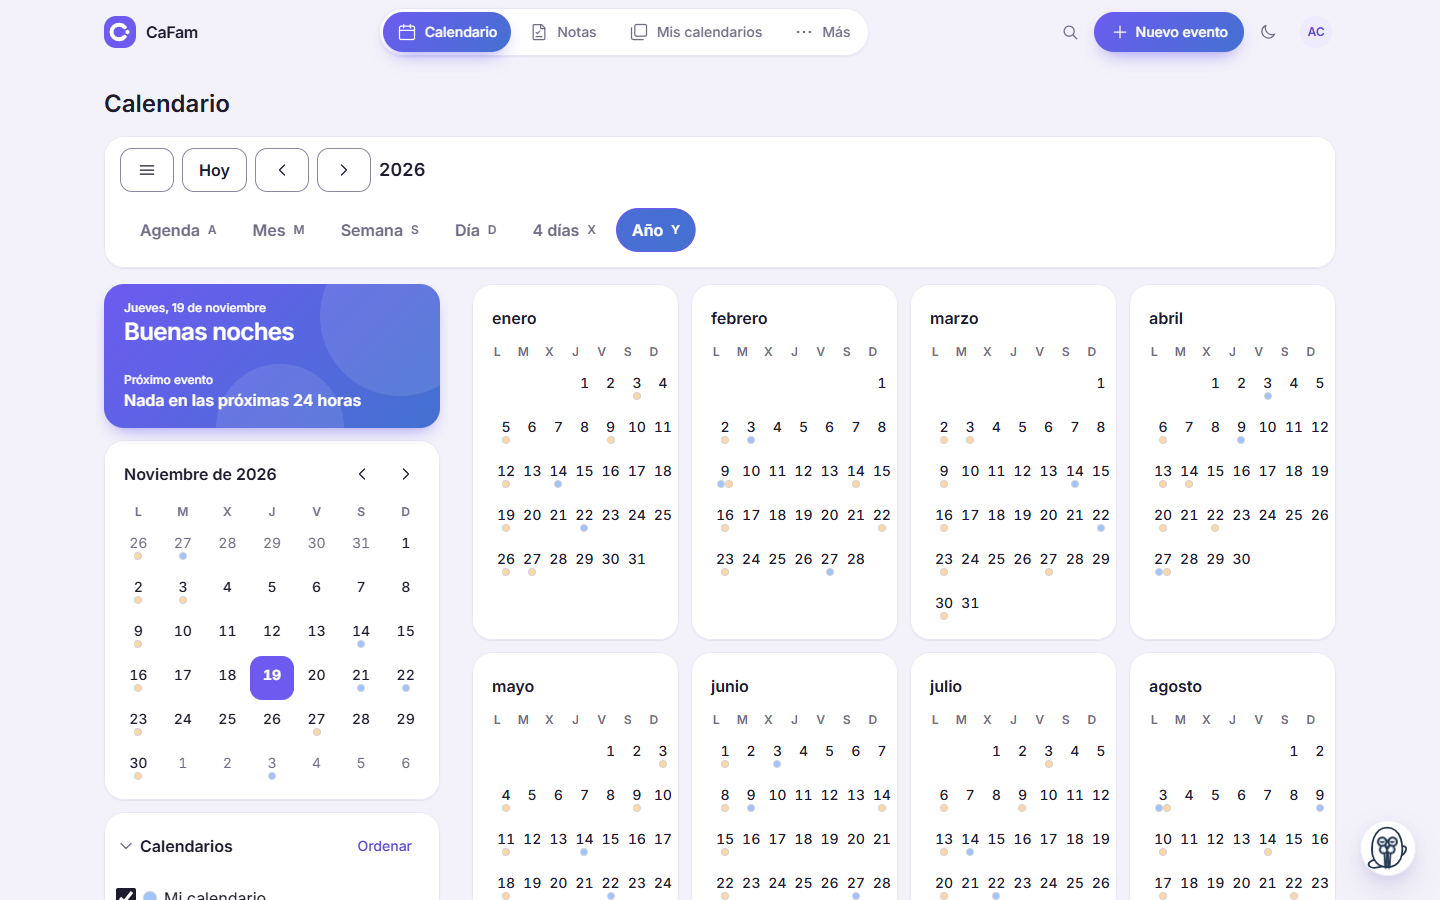 CaFam
Calendario
Notas
Mis calendarios
Más
Nuevo evento
AC
Calendario
Hoy
2026
Agenda A
Mes M
Semana S
Día D
4 días X
Año Y
Jueves, 19 de noviembre
Buenas noches
Próximo evento
Nada en las próximas 24 horas
Noviembre de 2026
L M X J V S D
26 27 28 29 30 31 1
2 3 4 5 6 7 8
9 10 11 12 13 14 15
16 17 18 19 20 21 22
23 24 25 26 27 28 29
30 1 2 3 4 5 6
Calendarios
Ordenar
Mi calendario
enero
L M X J V S D
1 2 3 4
5 6 7 8 9 10 11
12 13 14 15 16 17 18
19 20 21 22 23 24 25
26 27 28 29 30 31
febrero
L M X J V S D
1
2 3 4 5 6 7 8
9 10 11 12 13 14 15
16 17 18 19 20 21 22
23 24 25 26 27 28
marzo
L M X J V S D
1
2 3 4 5 6 7 8
9 10 11 12 13 14 15
16 17 18 19 20 21 22
23 24 25 26 27 28 29
30 31
abril
L M X J V S D
1 2 3 4 5
6 7 8 9 10 11 12
13 14 15 16 17 18 19
20 21 22 23 24 25 26
27 28 29 30
mayo
L M X J V S D
1 2 3
4 5 6 7 8 9 10
11 12 13 14 15 16 17
18 19 20 21 22 23 24
junio
L M X J V S D
1 2 3 4 5 6 7
8 9 10 11 12 13 14
15 16 17 18 19 20 21
22 23 24 25 26 27 28
julio
L M X J V S D
1 2 3 4 5
6 7 8 9 10 11 12
13 14 15 16 17 18 19
20 21 22 23 24 25 26
agosto
L M X J V S D
1 2
3 4 5 6 7 8 9
10 11 12 13 14 15 16
17 18 19 20 21 22 23